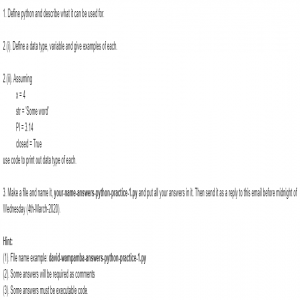 1. Define python and describe what it can be used for.
2.(i). Define a data type, variable and give examples of each
2.(ii). Assuming
x = 4
str = 'Some word'
PI = 3.14
closed = True
use code to print out data type of each
3. Make a file and name it, your-name-answers-python-practice-1.py and put all your answers in it. Then send it as a reply to this email before midnight of
Wednesday (4th-March-2020).
Hint:
(1). File name example: david-wampamba-answers-python-practice-1.py
(2). Some answers will be required as comments
(3). Some answers must be executable code.